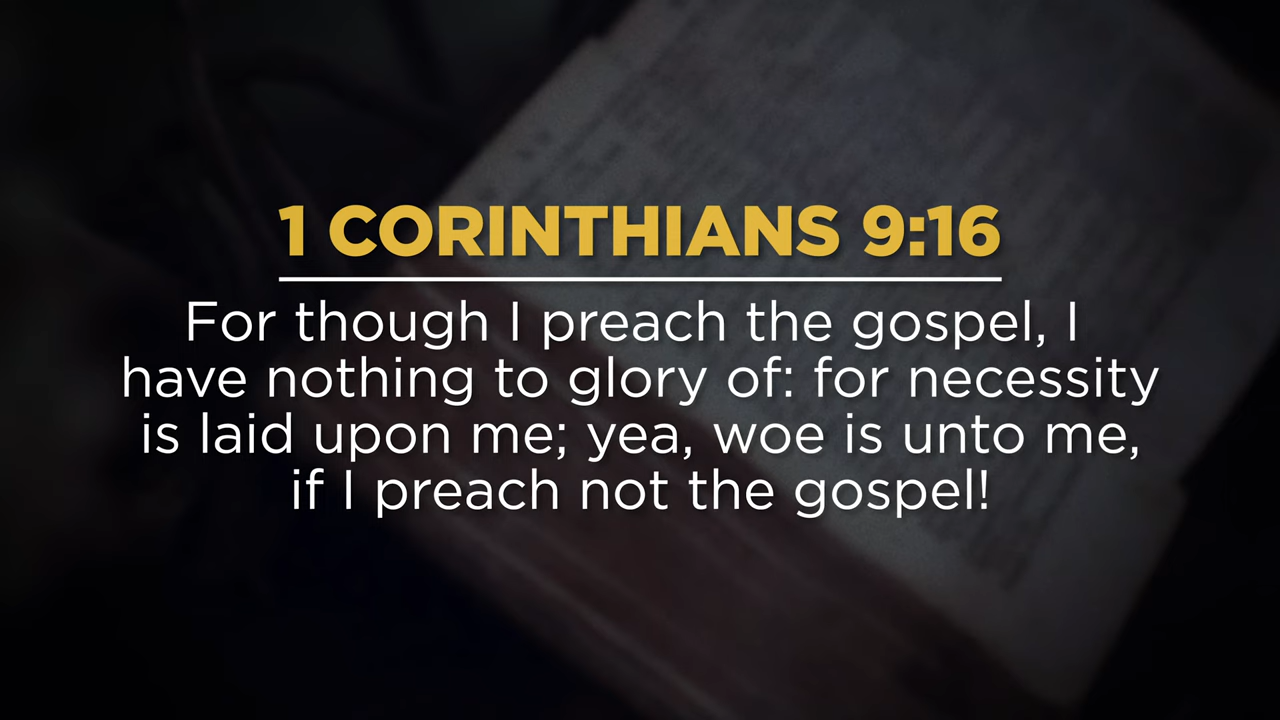 1 CORINTHIANS 9:16
For though I preach the gospel, I
have nothing to glory of: for necessity
is laid upon me; yea, woe is unto me,
if I preach not the gospel!